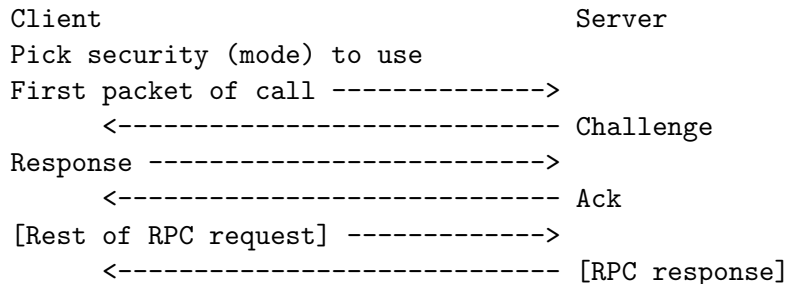 Client                              Server
Pick security (mode) to use
First packet of call -------------->
      <----------------------------- Challenge
Response -------------------------->
      <----------------------------- Ack
[Rest of RPC request] ------------->
      <----------------------------- [RPC response]